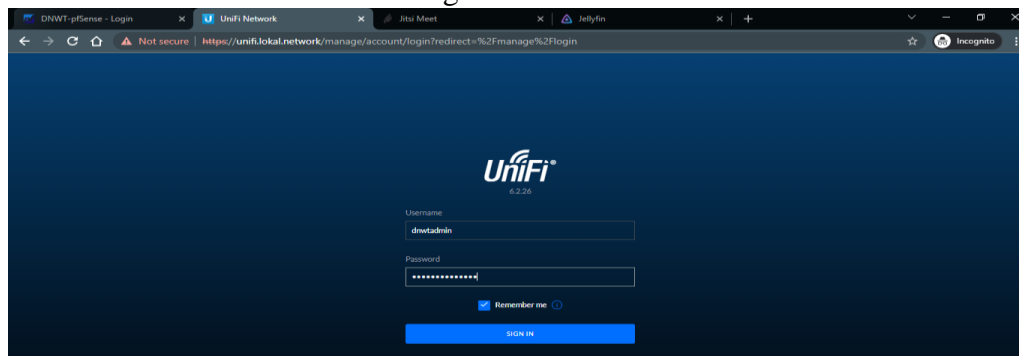 DNWT-pfSense - Login
UniFi Network
Jitsi Meet
Jellyfin
Not secure | https://unifi.lokal.network/manage/account/login?redirect=%2Fmanage%2Flogin
Incognito
UniFi
6.2.26
Username
dnwtadmin
Password
••••••••••••••
Remember me
SIGN IN